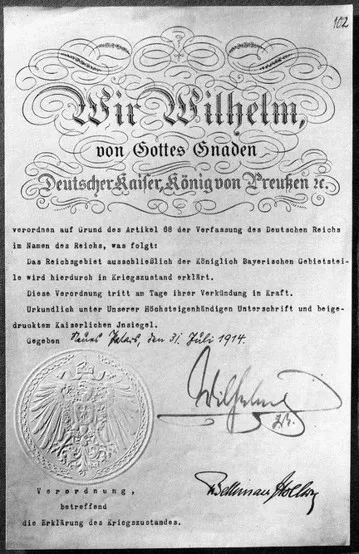 102
Wir Wilhelm,
von Gottes Gnaden
Deutscher Kaiser, König von Preußen ꝛc.
verordnen auf Grund des Artikel 68 der Verfassung des Deutschen Reichs
im Namen des Reichs, was folgt:
Das Reichsgebiet ausschließlich der Königlich Bayerischen Gebietstei-
le wird hierdurch in Kriegszustand erklärt.
Diese Verordnung tritt am Tage ihrer Verkündung in Kraft.
Urkundlich unter Unserer Höchsteigenhändigen Unterschrift und beige-
drucktem Kaiserlichen Jnsiegel.
Gegeben Neues Palais, den 31. Juli 1914.
Wilhelm
I.R.
v Bethmann Hollweg
Verordnung,
betreffend
die Erklärung des Kriegszustandes.